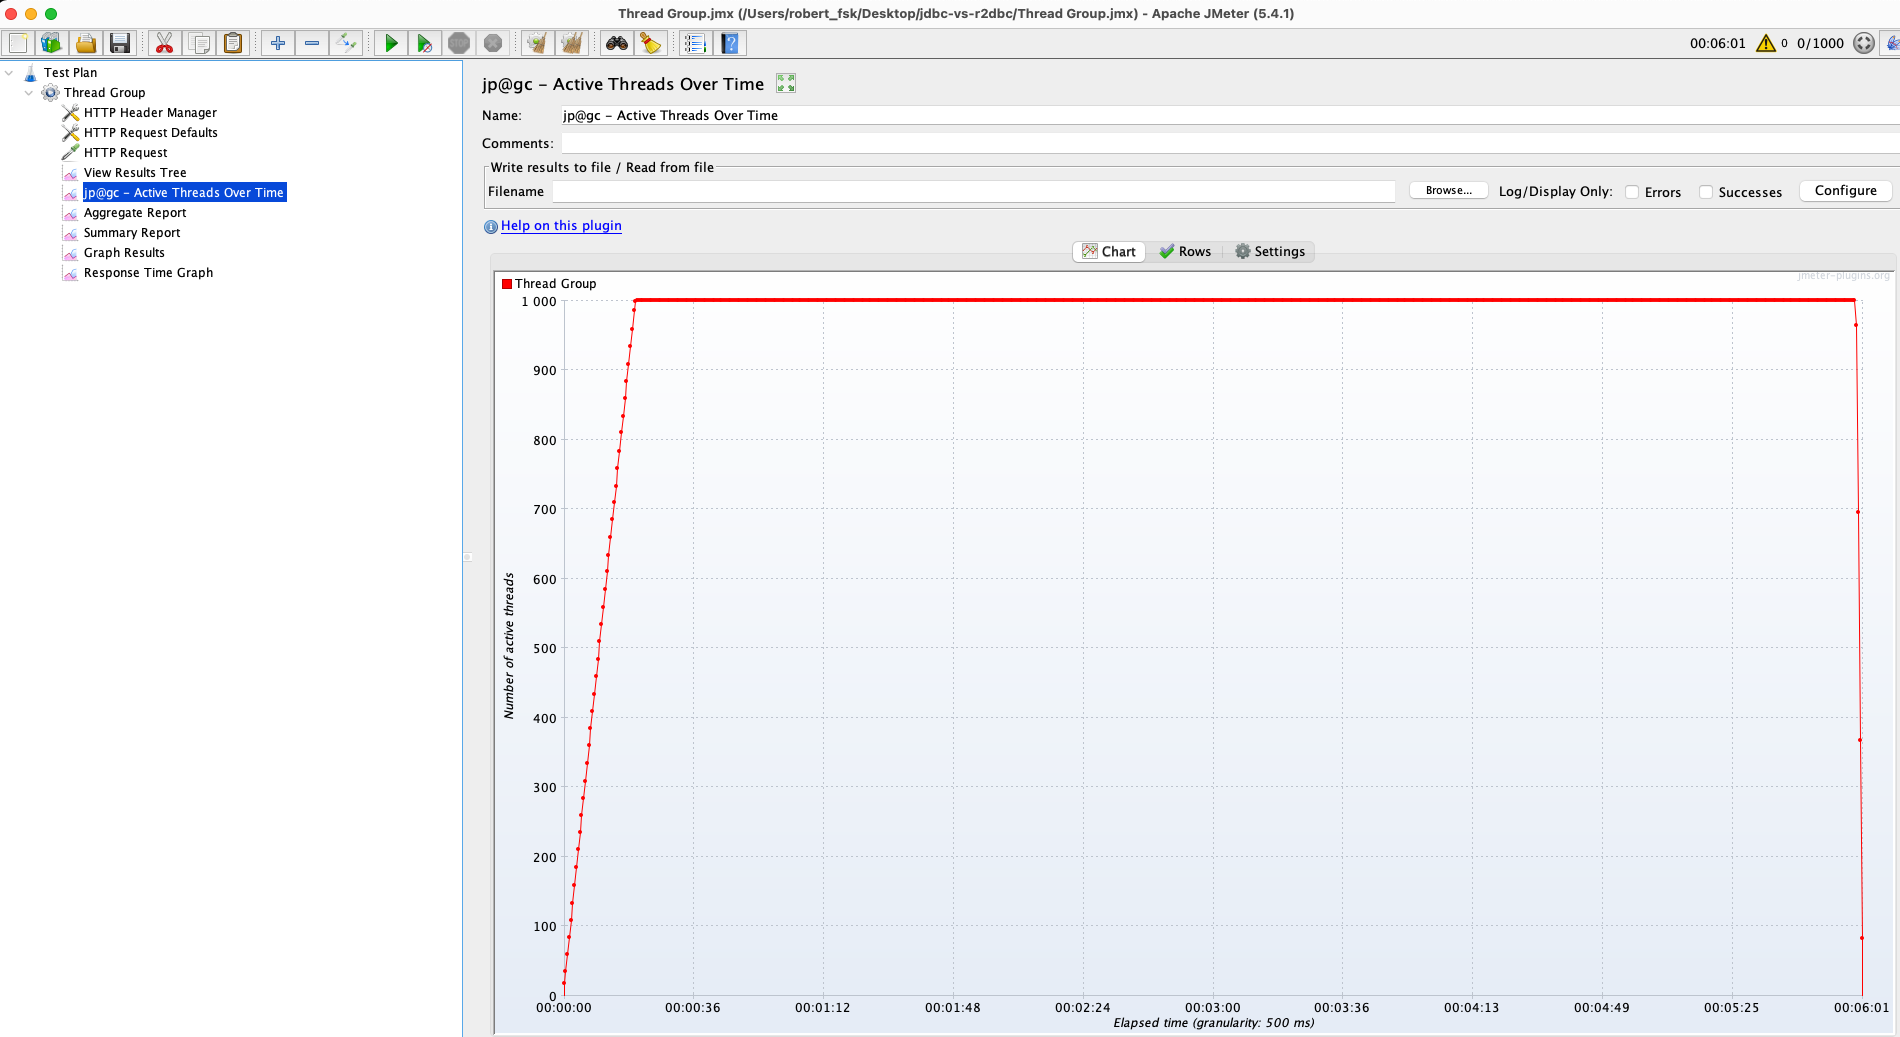 Thread Group.jmx (/Users/robert_fsk/Desktop/jdbc-vs-r2dbc/Thread Group.jmx) - Apache JMeter (5.4.1)
STOP
00:06:01 0 0/1000
Test Plan
Thread Group
HTTP Header Manager
HTTP Request Defaults
HTTP Request
View Results Tree
jp@gc - Active Threads Over Time
Aggregate Report
Summary Report
Graph Results
Response Time Graph
jp@gc - Active Threads Over Time
Name: jp@gc - Active Threads Over Time
Comments:
Write results to file / Read from file
Filename Browse... Log/Display Only: Errors Successes Configure
Help on this plugin
Chart Rows Settings
jmeter-plugins.org
Thread Group
1 000
900
800
700
600
500
400
300
200
100
0
Number of active threads
00:00:00 00:00:36 00:01:12 00:01:48 00:02:24 00:03:00 00:03:36 00:04:13 00:04:49 00:05:25 00:06:01
Elapsed time (granularity: 500 ms)